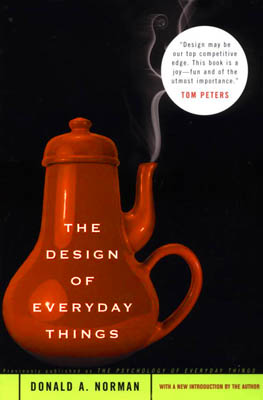 "Design may be
our top competitive
edge. This book is a
joy—fun and of the
utmost importance."
TOM PETERS
THE
DESIGN
OF
EVERYDAY
THINGS
Previously published as THE PSYCHOLOGY OF EVERYDAY THINGS
DONALD A. NORMAN
WITH A NEW INTRODUCTION BY THE AUTHOR